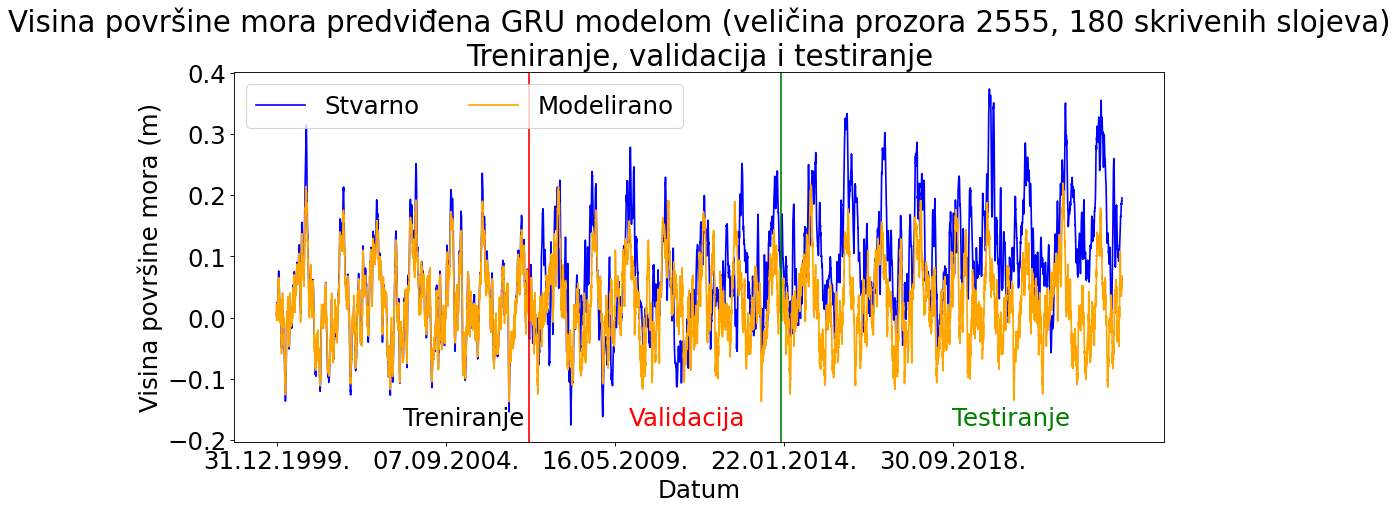 Visina površine mora predviđena GRU modelom (veličina prozora 2555, 180 skrivenih slojeva)
Treniranje, validacija i testiranje
Stvarno
Modelirano
Visina površine mora (m)
0.4
0.3
0.2
0.1
0.0
−0.1
−0.2
Treniranje
Validacija
Testiranje
31.12.1999.
07.09.2004.
16.05.2009.
22.01.2014.
30.09.2018.
Datum